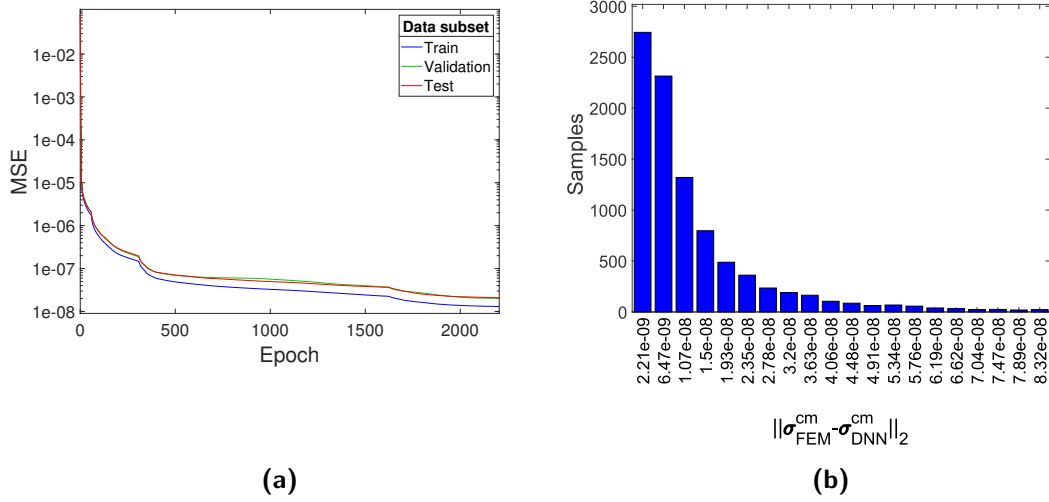 Data subset
Train
Validation
Test
1e-02
1e-03
1e-04
1e-05
1e-06
1e-07
1e-08
MSE
0 500 1000 1500 2000
Epoch
(a)
3000
2500
2000
1500
1000
500
0
Samples
2.21e-09
6.47e-09
1.07e-08
1.5e-08
1.93e-08
2.35e-08
2.78e-08
3.2e-08
3.63e-08
4.06e-08
4.48e-08
4.91e-08
5.34e-08
5.76e-08
6.19e-08
6.62e-08
7.04e-08
7.47e-08
7.89e-08
8.32e-08
||σ^cm_FEM-σ^cm_DNN||_2
(b)